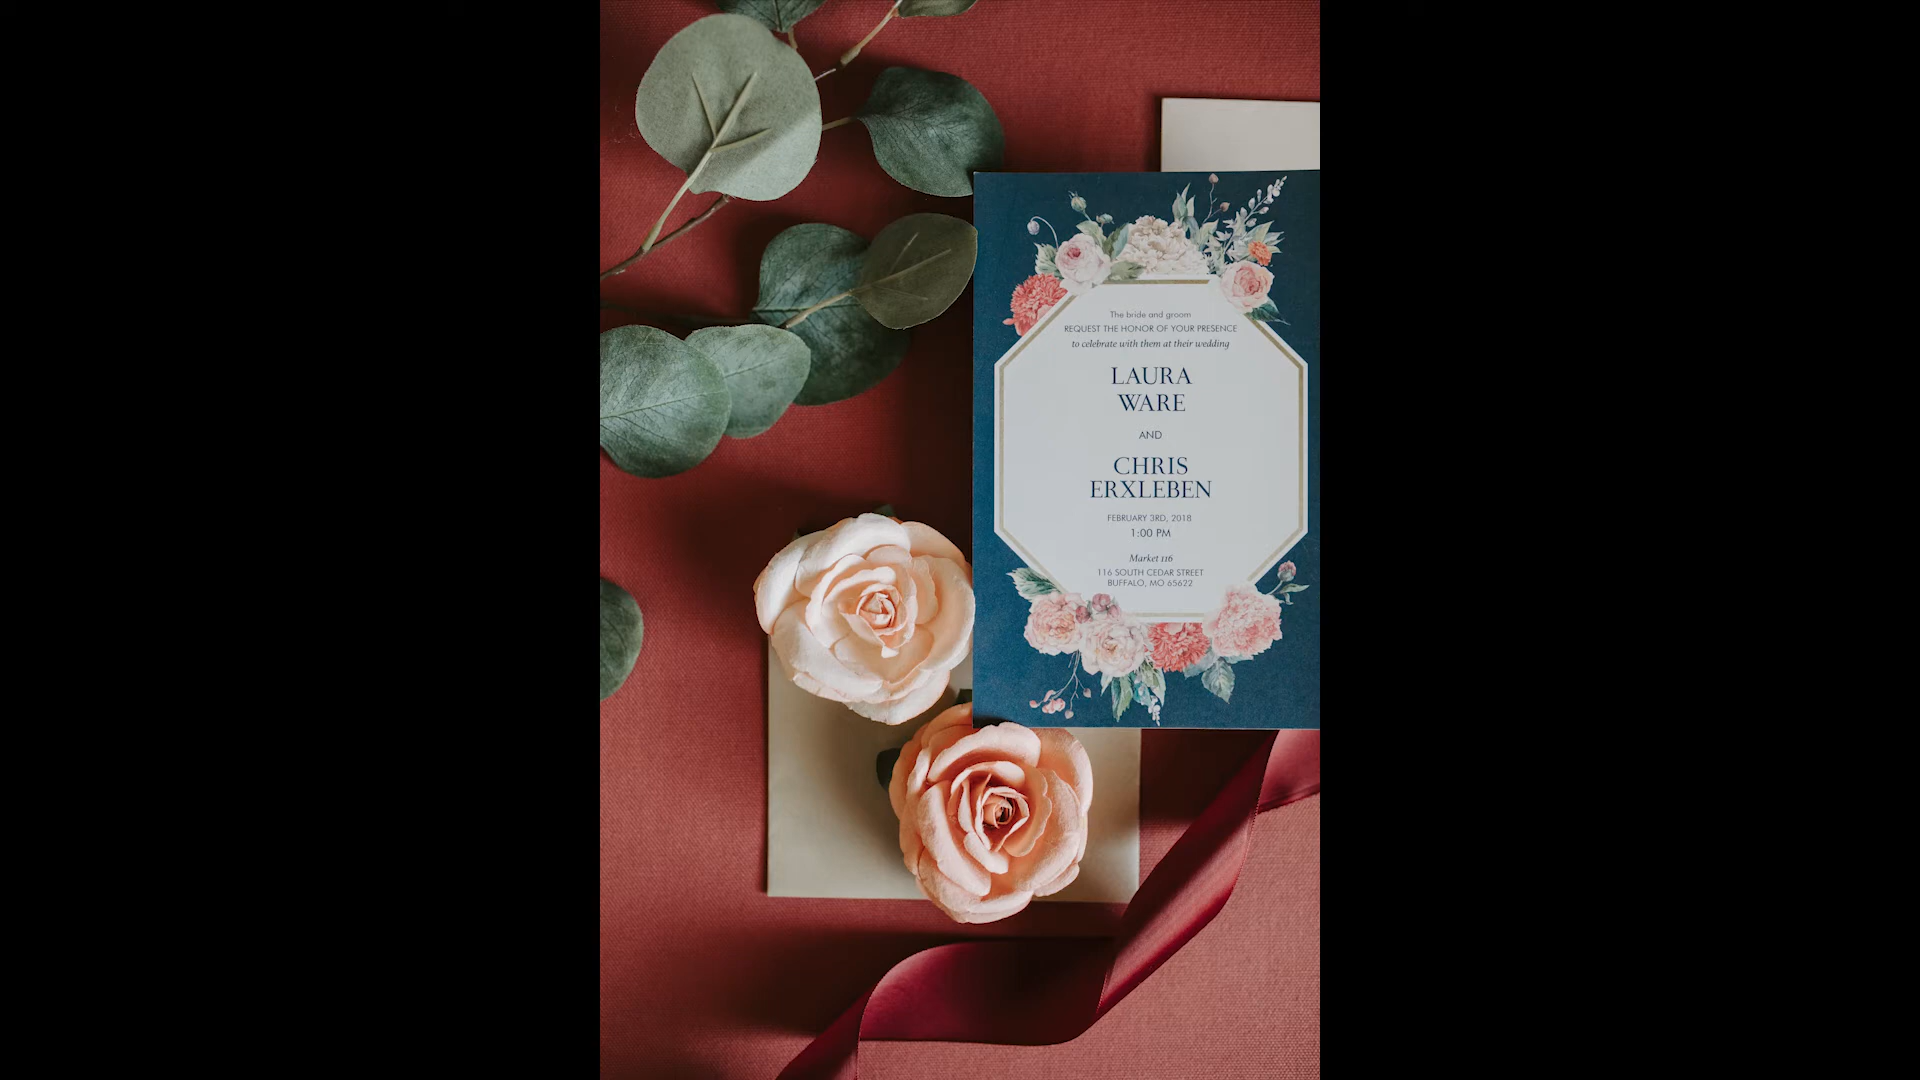 The bride and groom
REQUEST THE HONOR OF YOUR PRESENCE
to celebrate with them at their wedding
LAURA
WARE
AND
CHRIS
ERXLEBEN
FEBRUARY 3RD, 2018
1:00 PM
Market 116
116 SOUTH CEDAR STREET
BUFFALO, MO 65622